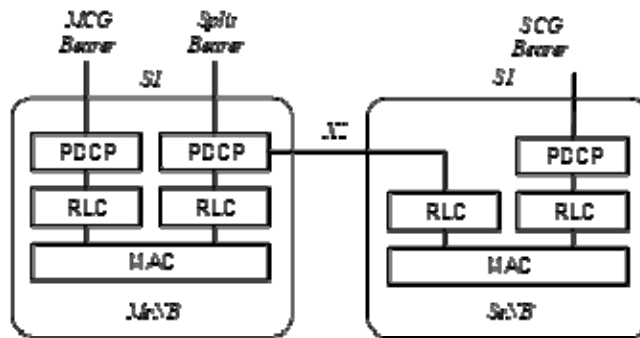 MCG Bearer
Split Bearer
SCG Bearer
S1
S1
X2
PDCP
PDCP
PDCP
RLC
RLC
RLC
RLC
MAC
MAC
MeNB
SeNB